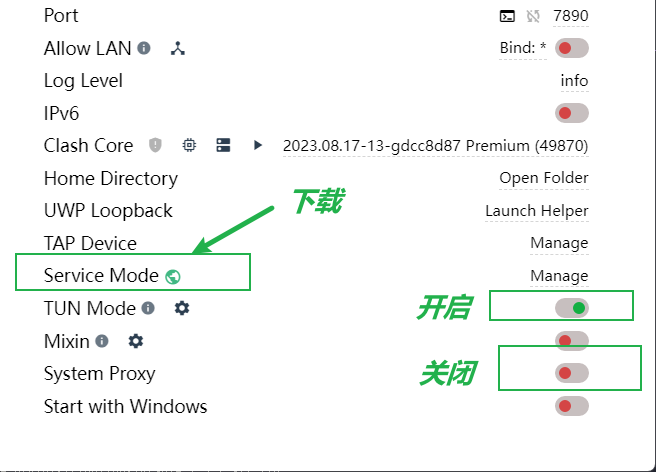 Port 7890
Allow LAN Bind: *
Log Level info
IPv6
Clash Core 2023.08.17-13-gdcc8d87 Premium (49870)
Home Directory Open Folder
下载
UWP Loopback Launch Helper
TAP Device Manage
Service Mode Manage
TUN Mode 开启
Mixin
System Proxy 关闭
Start with Windows